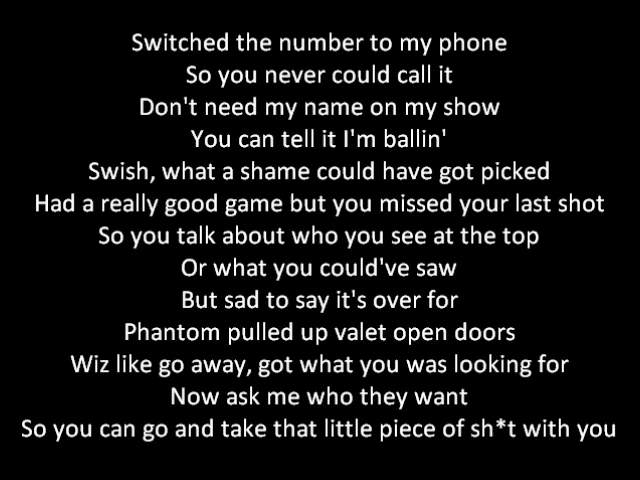 Switched the number to my phone
So you never could call it
Don't need my name on my show
You can tell it I'm ballin'
Swish, what a shame could have got picked
Had a really good game but you missed your last shot
So you talk about who you see at the top
Or what you could've saw
But sad to say it's over for
Phantom pulled up valet open doors
Wiz like go away, got what you was looking for
Now ask me who they want
So you can go and take that little piece of sh*t with you